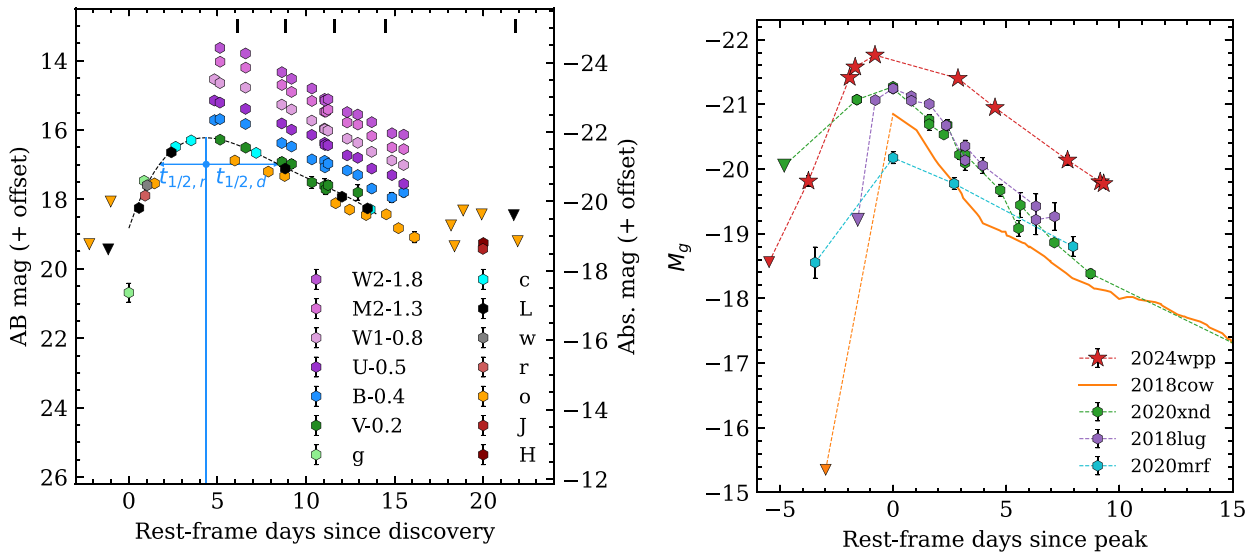 14
16
18
20
22
24
26
AB mag (+ offset)
0
5
10
15
20
Rest-frame days since discovery
−24
−22
−20
−18
−16
−14
−12
Abs. mag (+ offset)
t1/2, r
t1/2, d
W2-1.8
M2-1.3
W1-0.8
U-0.5
B-0.4
V-0.2
g
c
L
w
r
o
J
H
−22
−21
−20
−19
−18
−17
−16
−15
Mg
−5
0
5
10
15
Rest-frame days since peak
2024wpp
2018cow
2020xnd
2018lug
2020mrf